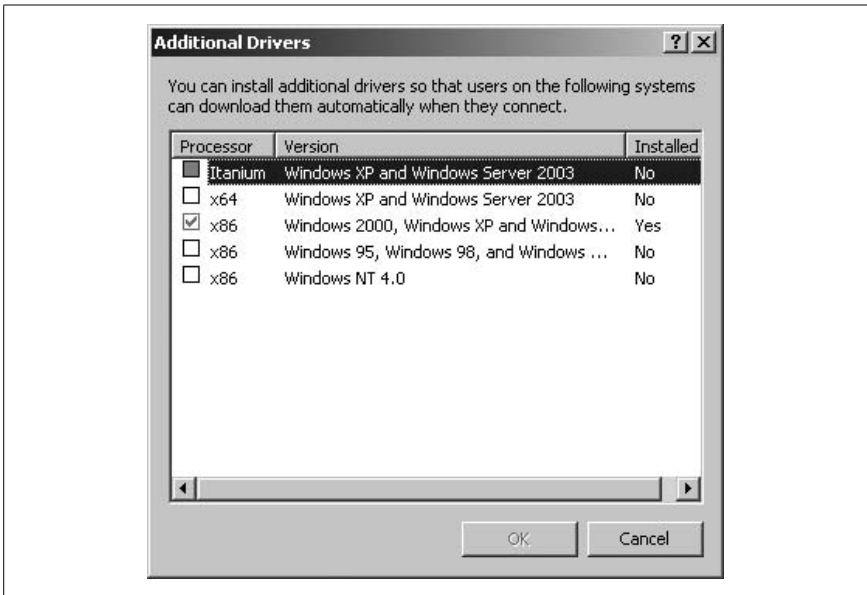 Additional Drivers
You can install additional drivers so that users on the following systems
can download them automatically when they connect.
Processor Version Installed
Itanium Windows XP and Windows Server 2003 No
x64 Windows XP and Windows Server 2003 No
x86 Windows 2000, Windows XP and Windows... Yes
x86 Windows 95, Windows 98, and Windows ... No
x86 Windows NT 4.0 No
OK Cancel